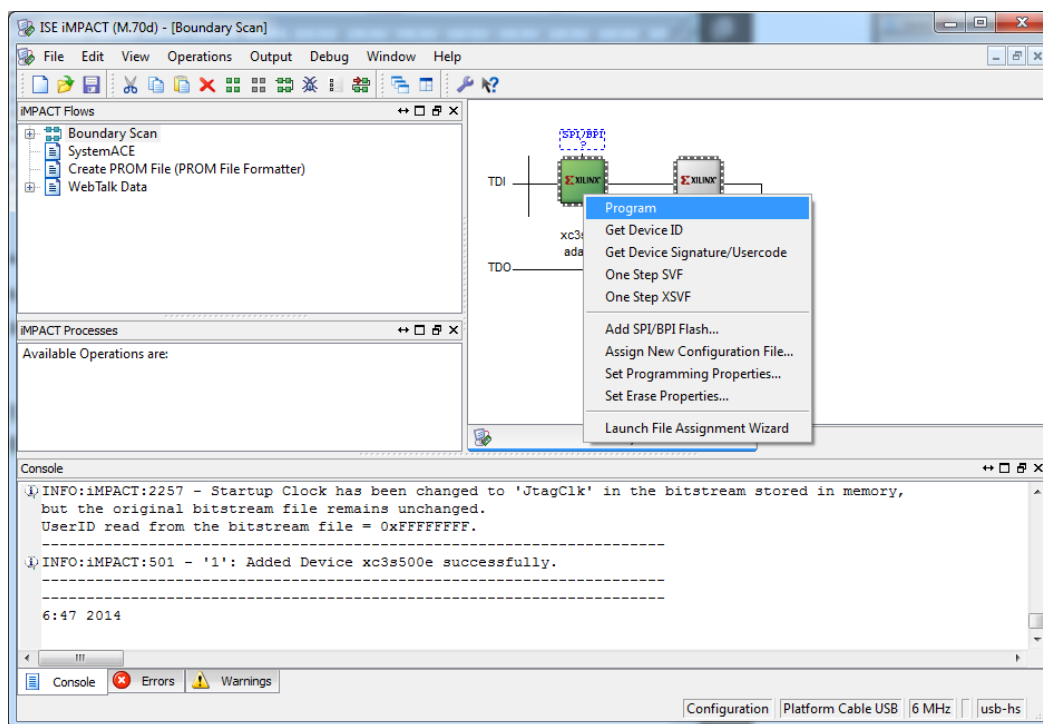 ISE iMPACT (M.70d) - [Boundary Scan]
File Edit View Operations Output Debug Window Help
iMPACT Flows
Boundary Scan
SystemACE
Create PROM File (PROM File Formatter)
WebTalk Data
SPI/BPI
?
TDI
XILINX
XILINX
xc3s
ada
TDO
Program
Get Device ID
Get Device Signature/Usercode
One Step SVF
One Step XSVF
Add SPI/BPI Flash...
Assign New Configuration File...
Set Programming Properties...
Set Erase Properties...
Launch File Assignment Wizard
iMPACT Processes
Available Operations are:
Console
INFO:iMPACT:2257 - Startup Clock has been changed to 'JtagClk' in the bitstream stored in memory,
but the original bitstream file remains unchanged.
UserID read from the bitstream file = 0xFFFFFFFF.
----------------------------------------------------------------------
INFO:iMPACT:501 - '1': Added Device xc3s500e successfully.
----------------------------------------------------------------------
----------------------------------------------------------------------
6:47 2014
Console Errors Warnings
Configuration Platform Cable USB 6 MHz usb-hs